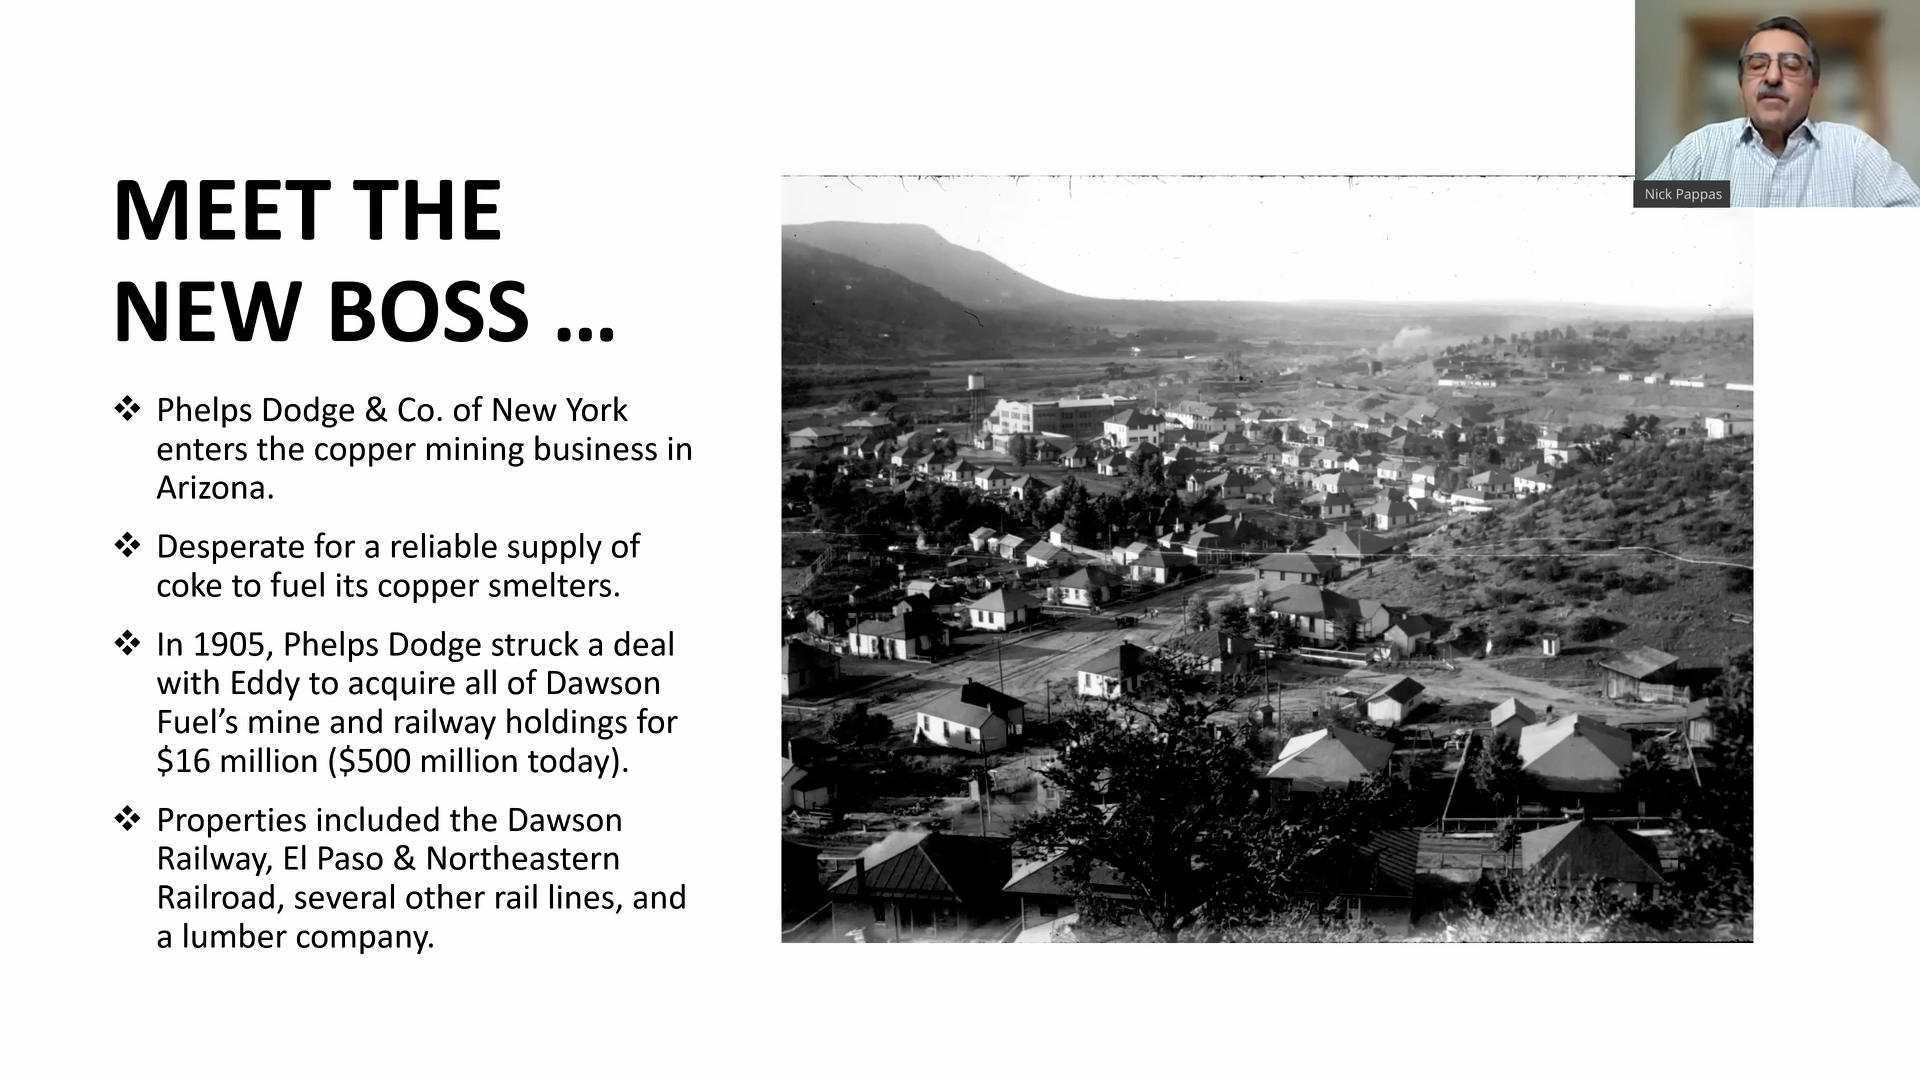 MEET THE
NEW BOSS …
❖ Phelps Dodge & Co. of New York
enters the copper mining business in
Arizona.
❖ Desperate for a reliable supply of
coke to fuel its copper smelters.
❖ In 1905, Phelps Dodge struck a deal
with Eddy to acquire all of Dawson
Fuel’s mine and railway holdings for
$16 million ($500 million today).
❖ Properties included the Dawson
Railway, El Paso & Northeastern
Railroad, several other rail lines, and
a lumber company.
Nick Pappas